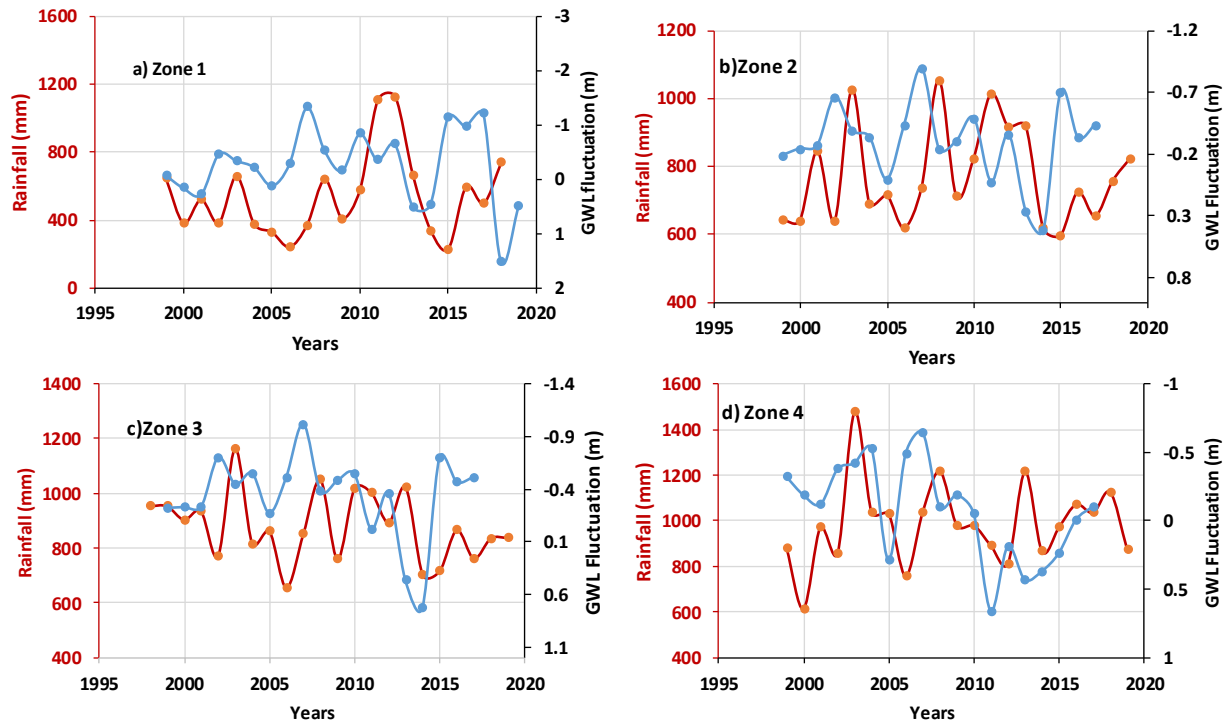 a) Zone 1
Rainfall (mm)
1600
1200
800
400
0
-3
-2
-1
0
1
2
GWL fluctuation (m)
1995 2000 2005 2010 2015 2020
Years
b)Zone 2
Rainfall (mm)
1200
1000
800
600
400
-1.2
-0.7
-0.2
0.3
0.8
GWL Fluctuation (m)
1995 2000 2005 2010 2015 2020
Years
c)Zone 3
Rainfall (mm)
1400
1200
1000
800
600
400
-1.4
-0.9
-0.4
0.1
0.6
1.1
GWL Fluctuation (m)
1995 2000 2005 2010 2015 2020
Years
d) Zone 4
Rainfall (mm)
1600
1400
1200
1000
800
600
400
-1
-0.5
0
0.5
1
GWLFluctuation (m)
1995 2000 2005 2010 2015 2020
Years